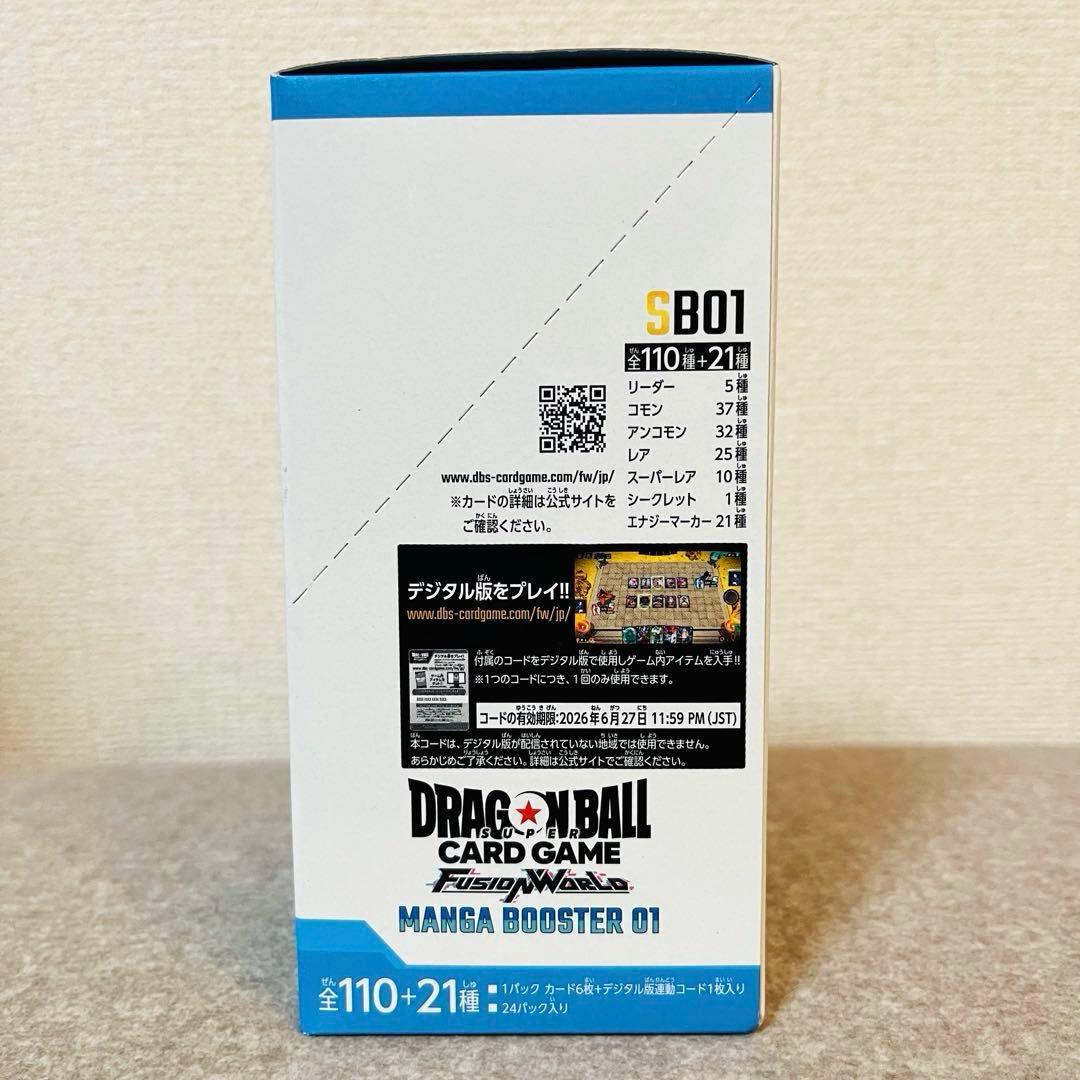 SB01
全110種+21種
リーダー 5種
コモン 37種
アンコモン 32種
レア 25種
スーパーレア 10種
シークレット 1種
エナジーマーカー 21種
www.dbs-cardgame.com/fw/jp/
※カードの詳細は公式サイトを
ご確認ください。
デジタル版をプレイ!!
www.dbs-cardgame.com/fw/jp/
付属のコードをデジタル版で使用しゲーム内アイテムを入手!!
※1つのコードにつき、1回のみ使用できます。
コードの有効期限:2026年6月27日 11:59 PM (JST)
本コードは、デジタル版が配信されていない地域では使用できません。
あらかじめご了承ください。詳細は公式サイトでご確認ください。
DRAGON BALL
SUPER
CARD GAME
FUSION WORLD
MANGA BOOSTER 01
全110+21種
■ 1パック カード6枚+デジタル版連動コード1枚入り
■ 24パック入り